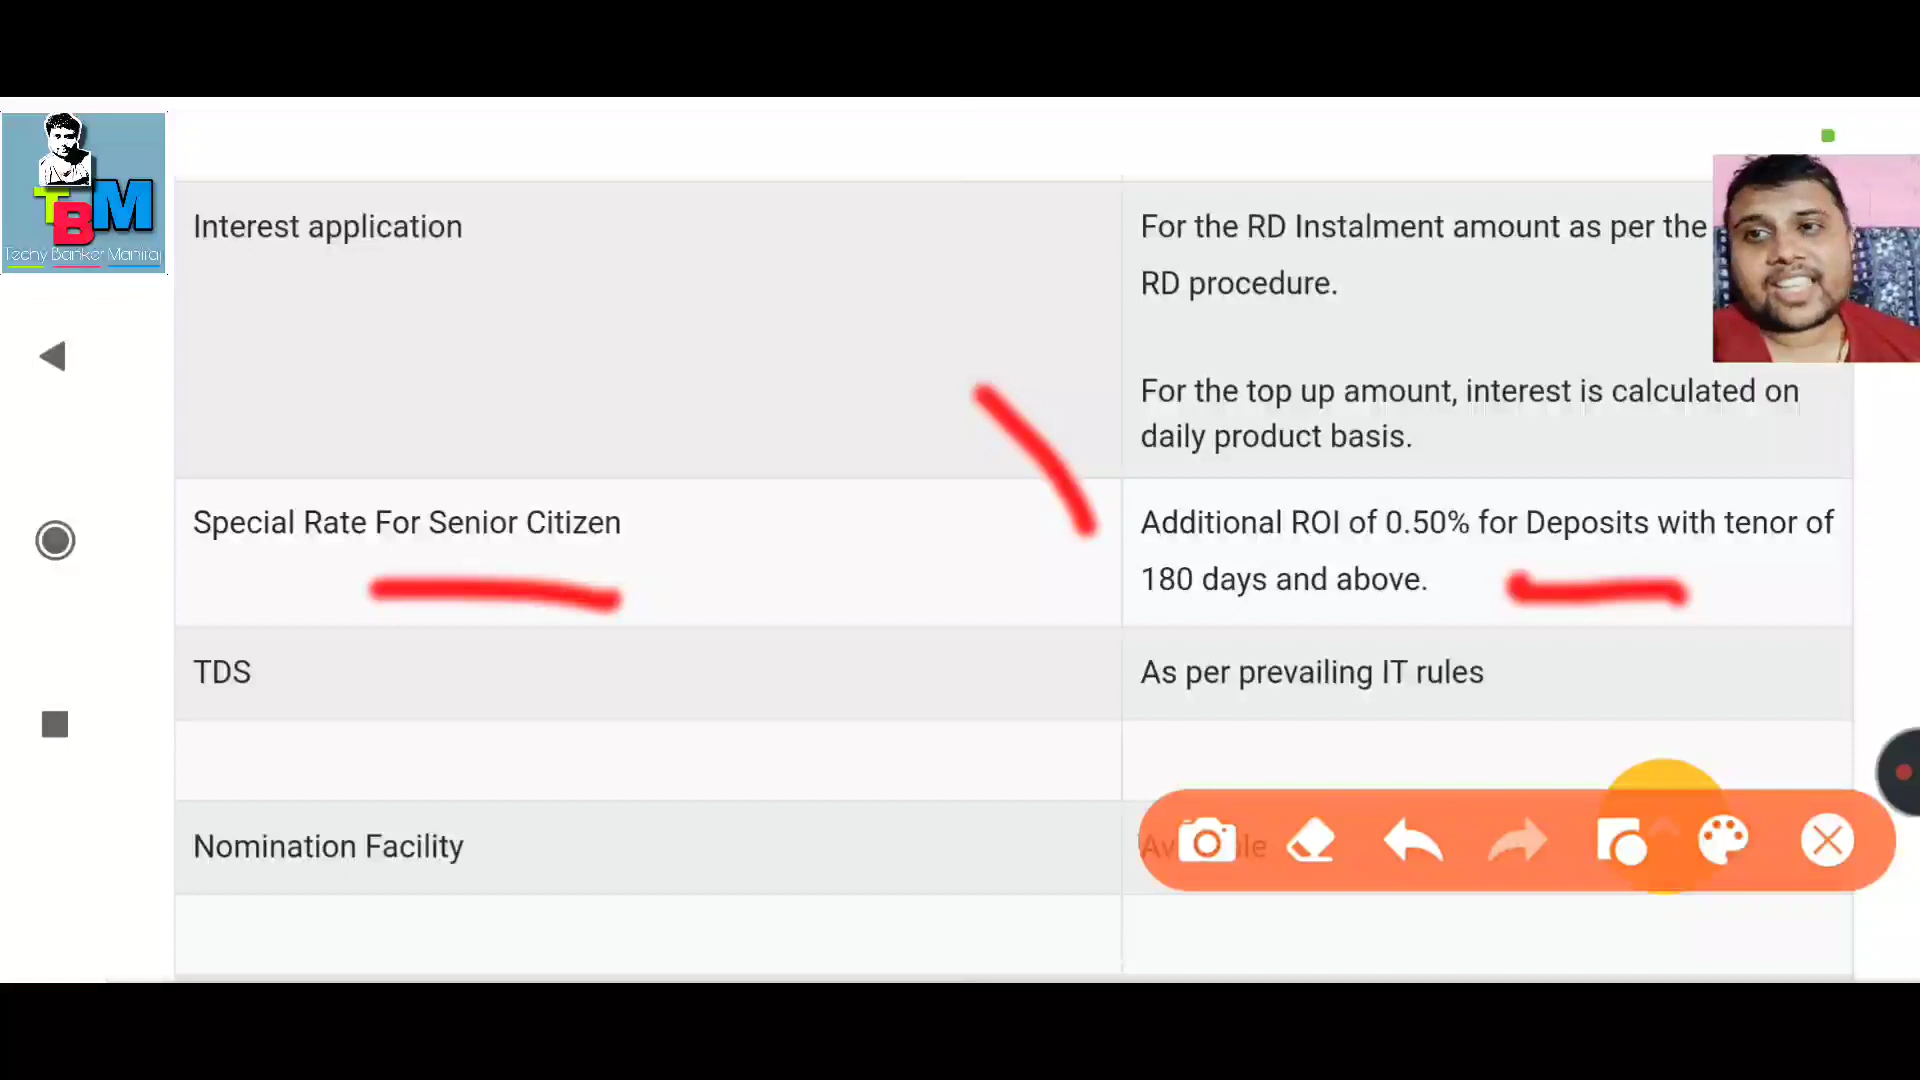 TBM
Techy Banker Maniraj
Interest application
For the RD Instalment amount as per the
RD procedure.
For the top up amount, interest is calculated on
daily product basis.
Special Rate For Senior Citizen
Additional ROI of 0.50% for Deposits with tenor of
180 days and above.
TDS
As per prevailing IT rules
Nomination Facility